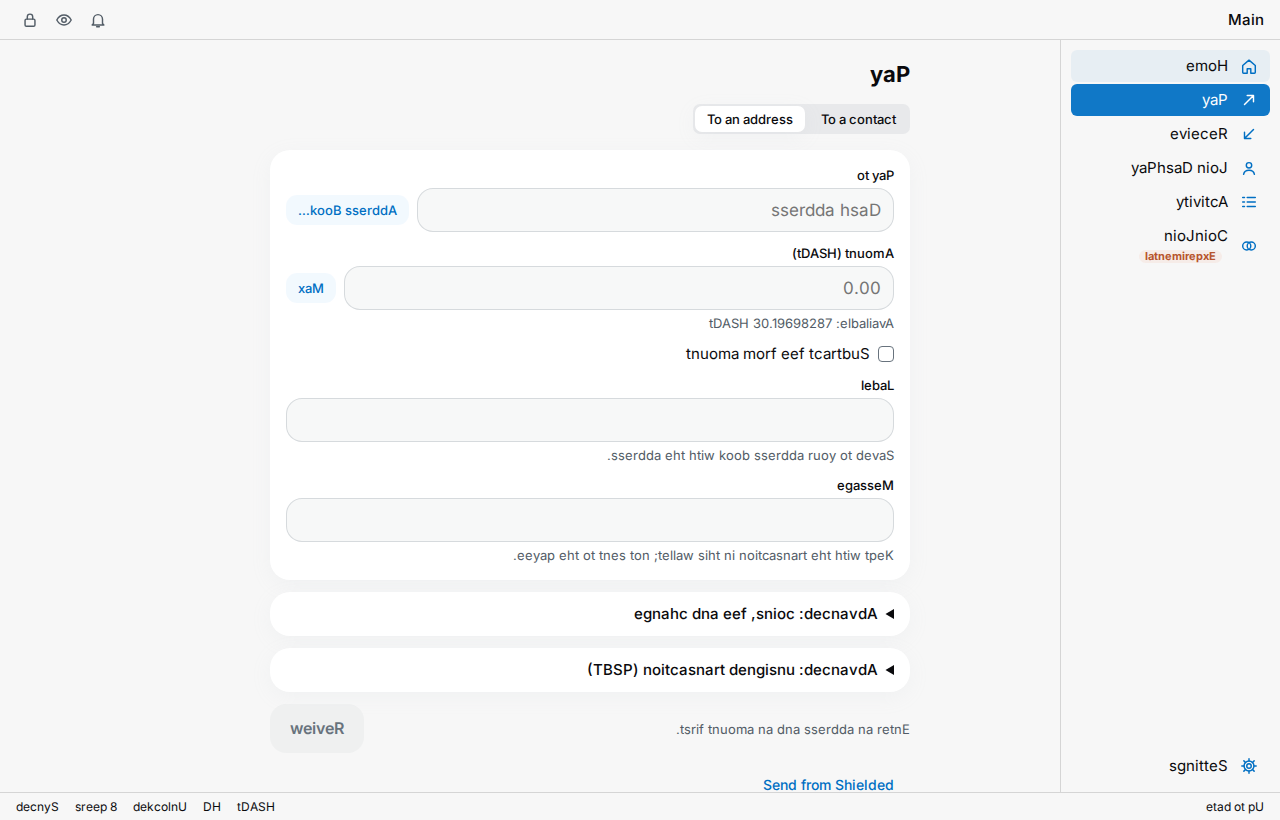 Main
emoH
yaP
evieceR
yaPhsaD nioJ
ytivitcA
nioJnioC
latnemirepxE
sgnitteS
yaP
To an address
To a contact
ot yaP
...kooB sserddA
sserdda hsaD
(tDASH) tnuomA
xaM
0.00
tDASH 30.19698287 :elbaliavA
tnuoma morf eef tcartbuS
lebaL
.sserdda eht htiw koob sserdda ruoy ot devaS
egasseM
.eeyap eht ot tnes ton ;tellaw siht ni noitcasnart eht htiw tpeK
egnahc dna eef ,snioc :decnavdA
(TBSP) noitcasnart dengisnu :decnavdA
.tsrif tnuoma na dna sserdda na retnE
weiveR
Send from Shielded
decnyS
sreep 8
dekcolnU
DH
tDASH
etad ot pU